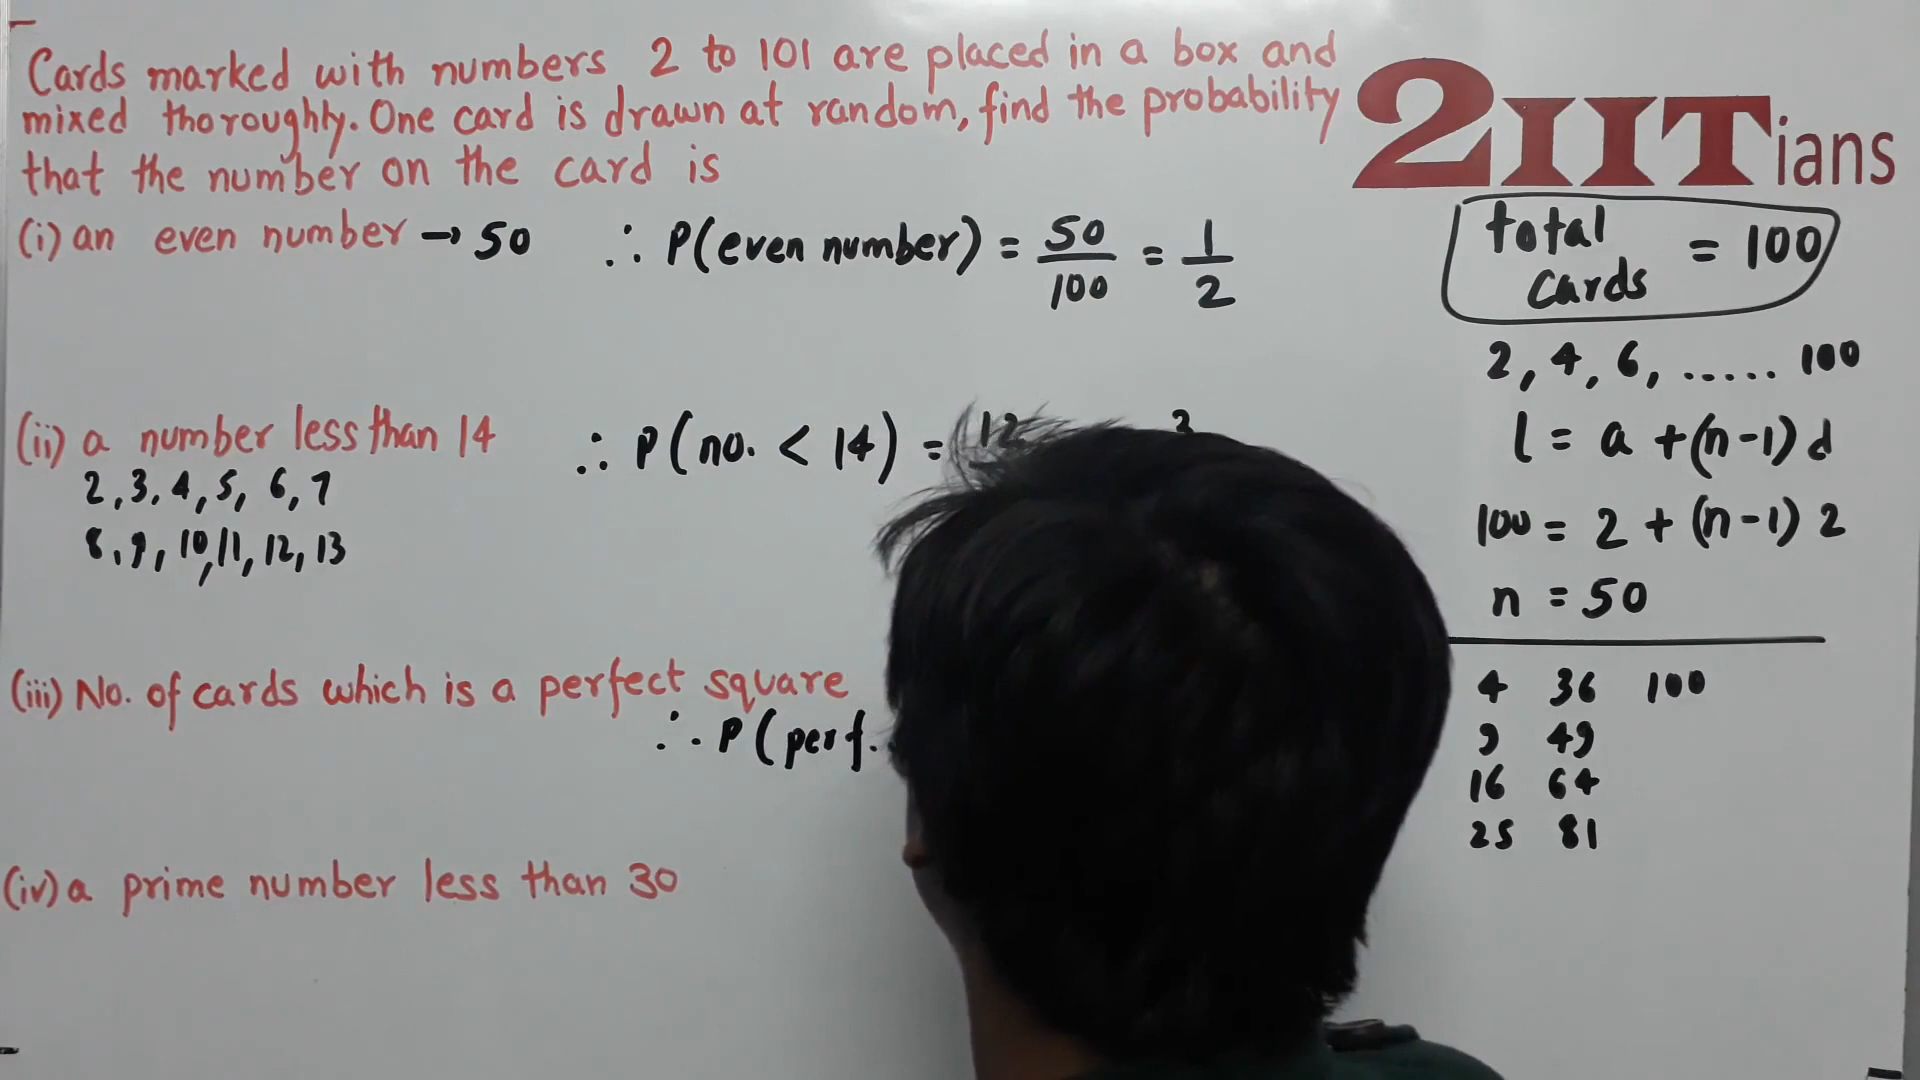 Cards marked with numbers 2 to 101 are placed in a box and
mixed thoroughly. One card is drawn at random, find the probability
that the number on the card is
2IITians
(i) an even number → 50 ∴ P(even number) = 50/100 = 1/2
total cards = 100
2, 4, 6, ..... 100
l = a + (n-1) d
100 = 2 + (n-1) 2
n = 50
(ii) a number less than 14 ∴ P(no. < 14) = 12
2, 3, 4, 5, 6, 7
8, 9, 10, 11, 12, 13
(iii) No. of cards which is a perfect square
∴ P(perf.
4 36 100
9 49
16 64
25 81
(iv) a prime number less than 30